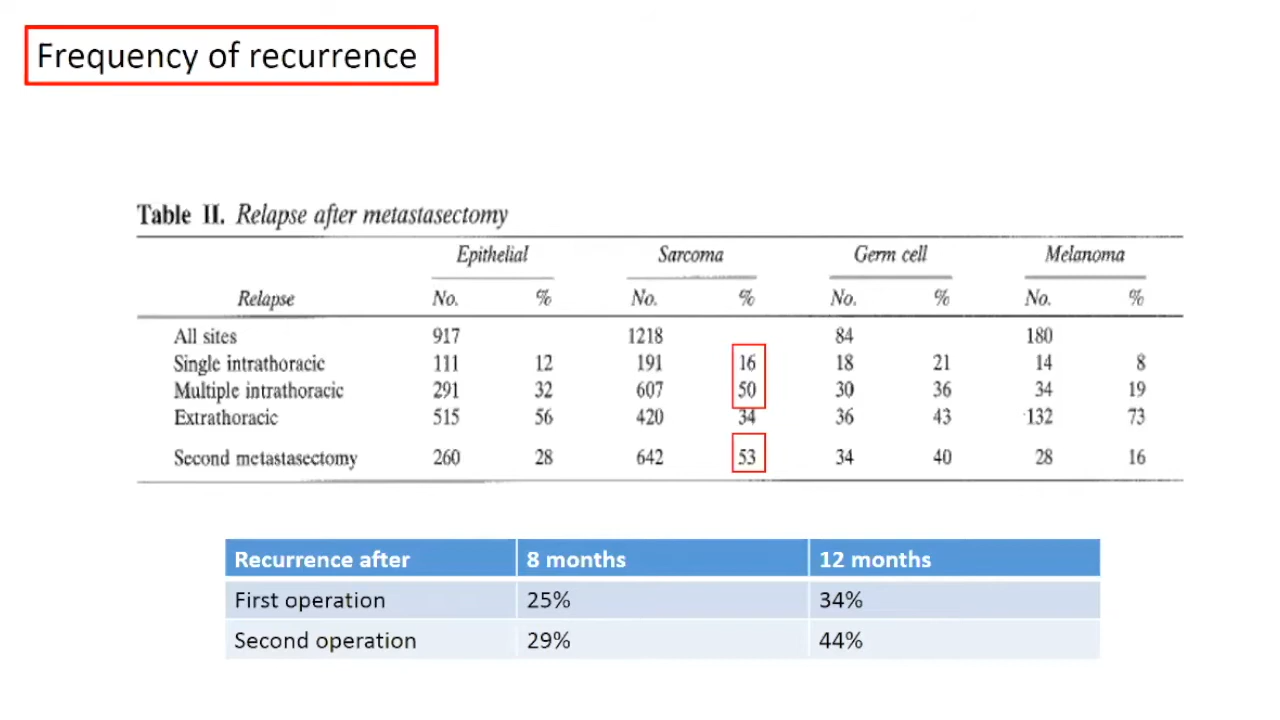 Frequency of recurrence
Table II. Relapse after metastasectomy
Epithelial Sarcoma Germ cell Melanoma
Relapse No. % No. % No. % No. %
All sites 917 1218 84 180
Single intrathoracic 111 12 191 16 18 21 14 8
Multiple intrathoracic 291 32 607 50 30 36 34 19
Extrathoracic 515 56 420 34 36 43 132 73
Second metastasectomy 260 28 642 53 34 40 28 16
Recurrence after 8 months 12 months
First operation 25% 34%
Second operation 29% 44%